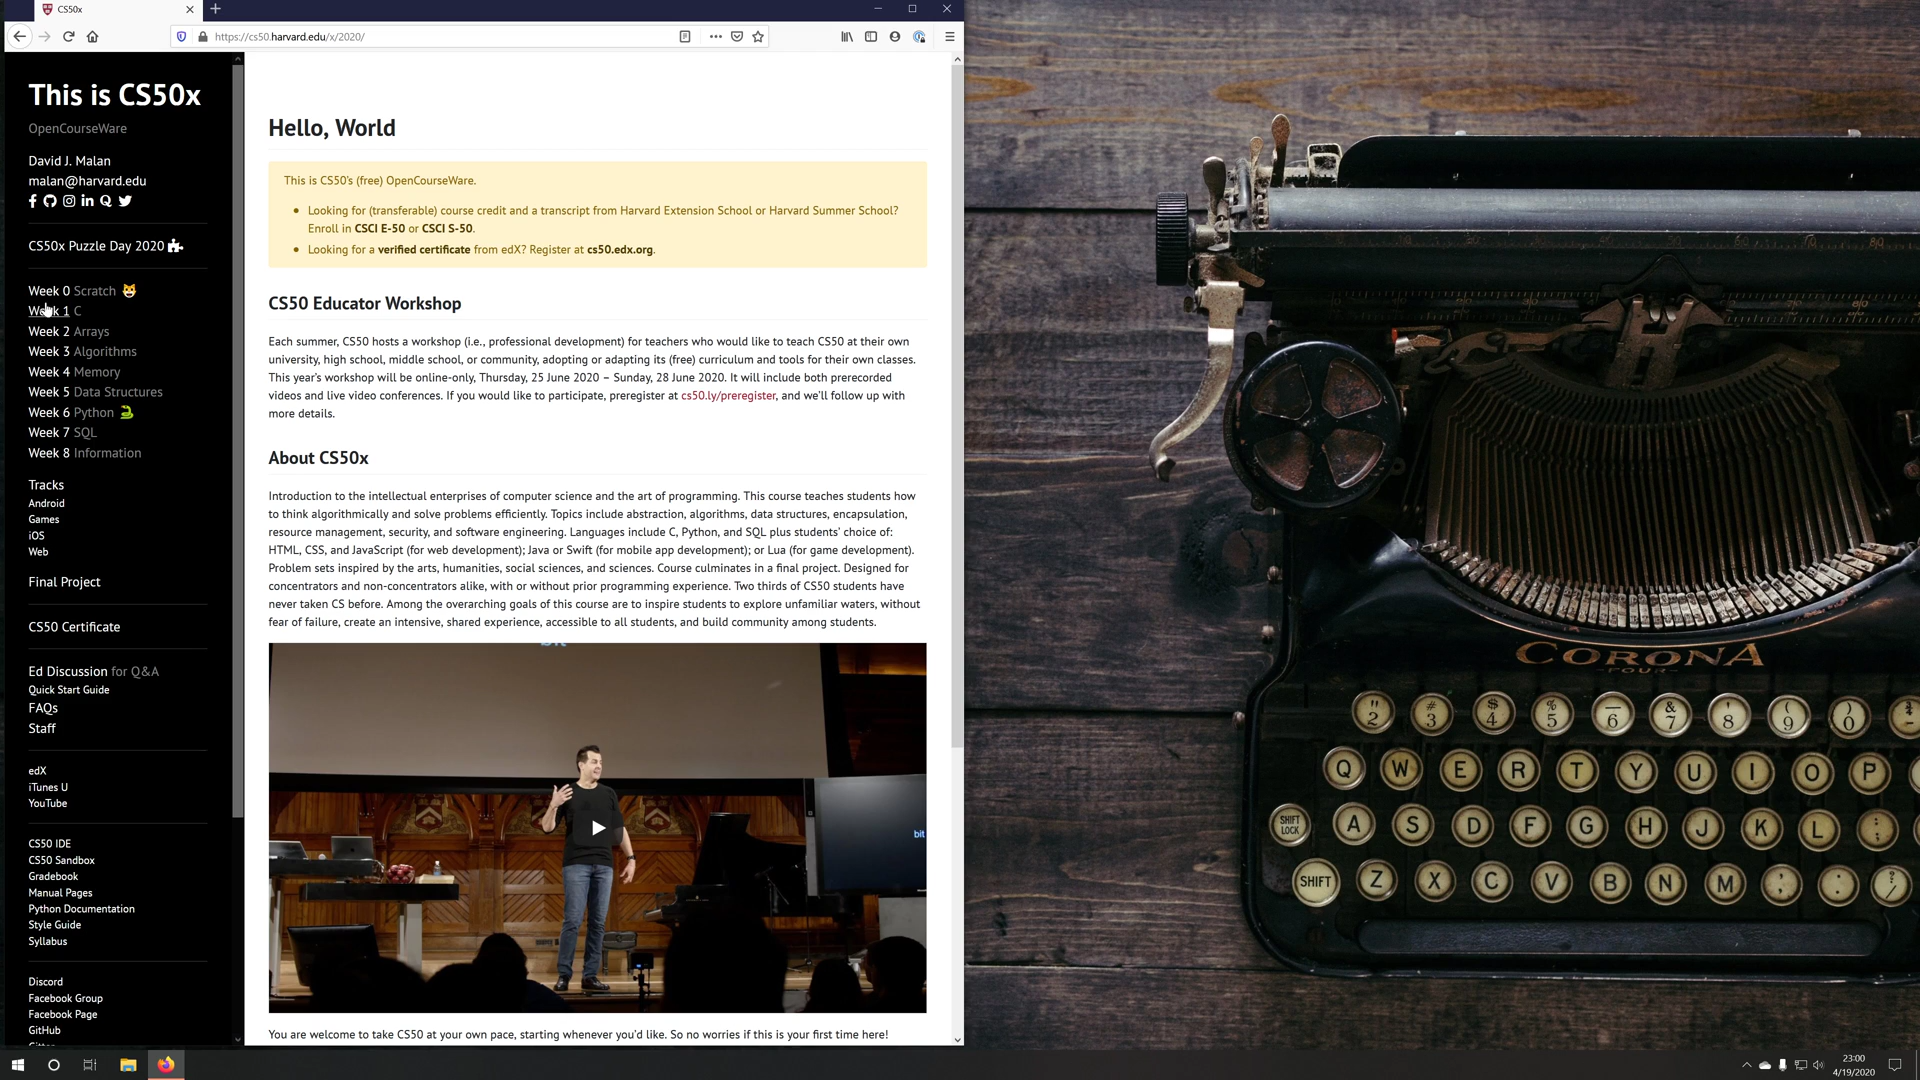 CS50x
https://cs50.harvard.edu/x/2020/
This is CS50x
OpenCourseWare
David J. Malan
malan@harvard.edu
CS50x Puzzle Day 2020
Week 0 Scratch
Week 1 C
Week 2 Arrays
Week 3 Algorithms
Week 4 Memory
Week 5 Data Structures
Week 6 Python
Week 7 SQL
Week 8 Information
Tracks
Android
Games
iOS
Web
Final Project
CS50 Certificate
Ed Discussion for Q&A
Quick Start Guide
FAQs
Staff
edX
iTunes U
YouTube
CS50 IDE
CS50 Sandbox
Gradebook
Manual Pages
Python Documentation
Style Guide
Syllabus
Discord
Facebook Group
Facebook Page
GitHub
Hello, World
This is CS50's (free) OpenCourseWare.
Looking for (transferable) course credit and a transcript from Harvard Extension School or Harvard Summer School?
Enroll in CSCI E-50 or CSCI S-50.
Looking for a verified certificate from edX? Register at cs50.edx.org.
CS50 Educator Workshop
Each summer, CS50 hosts a workshop (i.e., professional development) for teachers who would like to teach CS50 at their own
university, high school, middle school, or community, adopting or adapting its (free) curriculum and tools for their own classes.
This year's workshop will be online-only, Thursday, 25 June 2020 – Sunday, 28 June 2020. It will include both prerecorded
videos and live video conferences. If you would like to participate, preregister at cs50.ly/preregister, and we'll follow up with
more details.
About CS50x
Introduction to the intellectual enterprises of computer science and the art of programming. This course teaches students how
to think algorithmically and solve problems efficiently. Topics include abstraction, algorithms, data structures, encapsulation,
resource management, security, and software engineering. Languages include C, Python, and SQL plus students' choice of:
HTML, CSS, and JavaScript (for web development); Java or Swift (for mobile app development); or Lua (for game development).
Problem sets inspired by the arts, humanities, social sciences, and sciences. Course culminates in a final project. Designed for
concentrators and non-concentrators alike, with or without prior programming experience. Two thirds of CS50 students have
never taken CS before. Among the overarching goals of this course are to inspire students to explore unfamiliar waters, without
fear of failure, create an intensive, shared experience, accessible to all students, and build community among students.
bit
bit
You are welcome to take CS50 at your own pace, starting whenever you'd like. So no worries if this is your first time here!
CORONA
FOUR
" 2 # 3 $ 4 % 5 _ 6 & 7 ' 8 ( 9 ) 0
Q W E R T Y U I O P
SHIFT LOCK A S D F G H J K L
SHIFT Z X C V B N M
23:00
4/19/2020